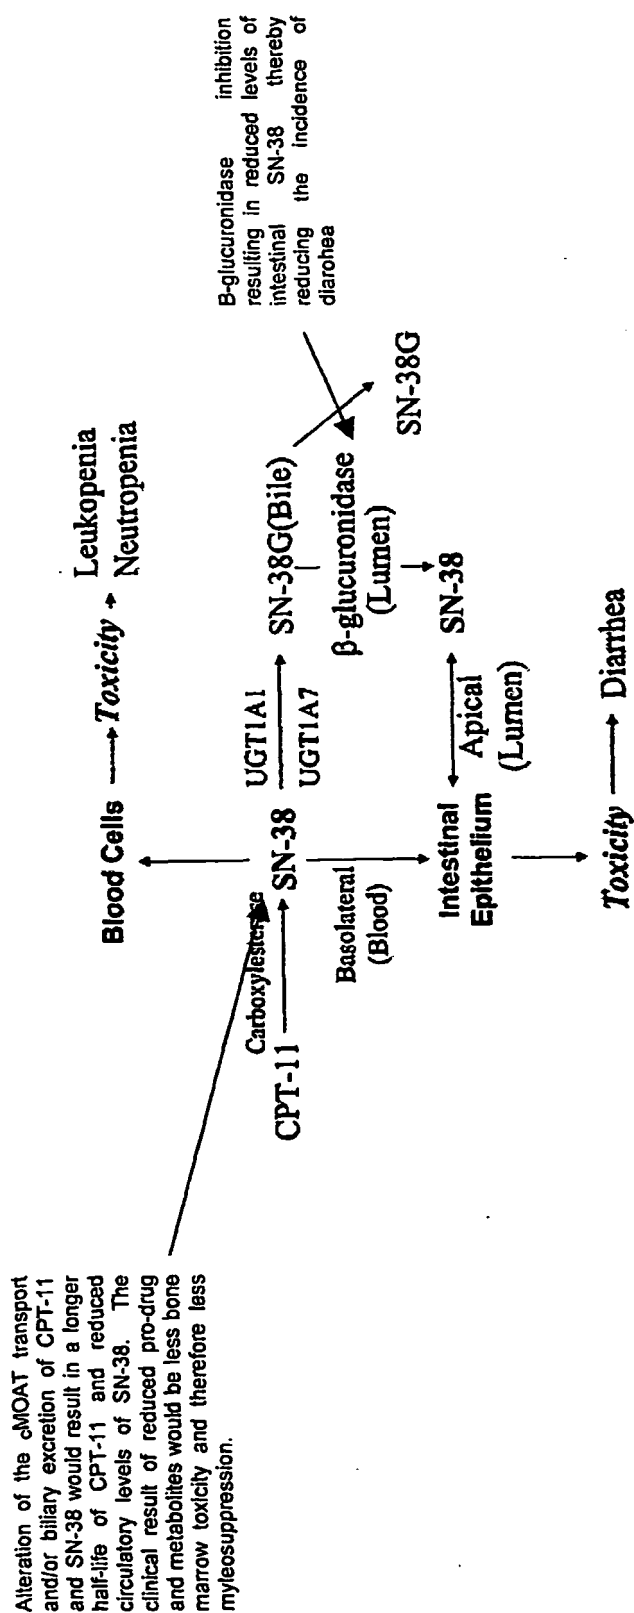 Alteration of the cMOAT transport
and/or biliary excretion of CPT-11
and SN-38 would result in a longer
half-life of CPT-11 and reduced
circulatory levels of SN-38. The
clinical result of reduced pro-drug
and metabolites would be less bone
marrow toxicity and therefore less
myleosuppression.
Blood Cells
Toxicity
Leukopenia
Neutropenia
CPT-11
Carboxylesterase
SN-38
UGT1A1
UGT1A7
SN-38G(Bile)
β-glucuronidase
(Lumen)
SN-38G
SN-38
Basolateral
(Blood)
Intestinal
Epithelium
Apical
(Lumen)
Toxicity
Diarrhea
B-glucuronidase inhibition
resulting in reduced levels of
intestinal SN-38 thereby
reducing the incidence of
diarohea